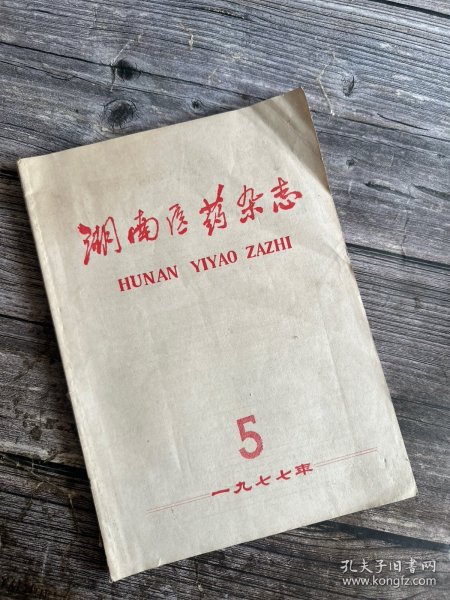 湖南医药杂志
HUNAN YIYAO ZAZHI
5
一九七七年
孔夫子旧书网
www.kongfz.com